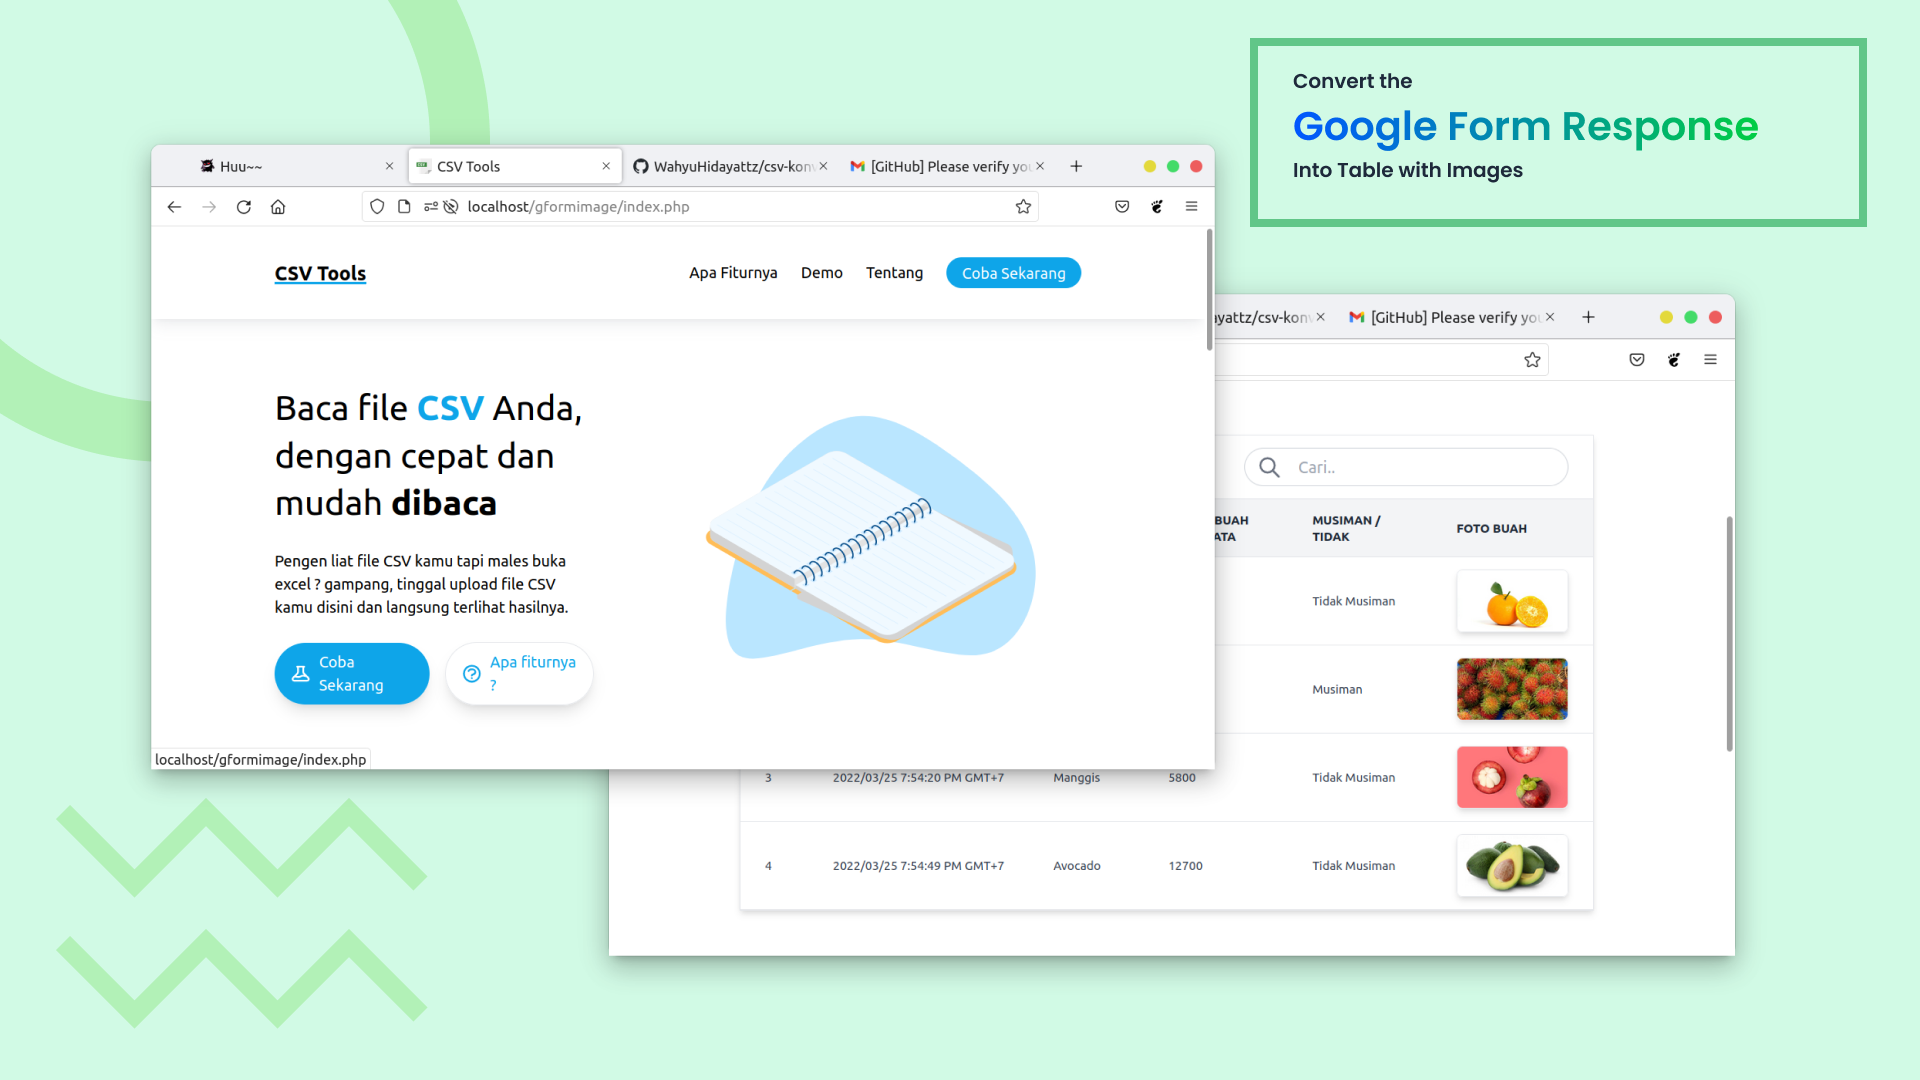 Convert the
Google Form Response
Into Table with Images
Huu~~
CSV Tools
WahyuHidayattz/csv-konv
[GitHub] Please verify you
localhost/gformimage/index.php
CSV Tools
Apa Fiturnya
Demo
Tentang
Coba Sekarang
Baca file CSV Anda,
dengan cepat dan
mudah dibaca
Pengen liat file CSV kamu tapi males buka
excel ? gampang, tinggal upload file CSV
kamu disini dan langsung terlihat hasilnya.
Coba
Sekarang
Apa fiturnya
?
localhost/gformimage/index.php
ayattz/csv-konv
[GitHub] Please verify you
Cari..
BUAH
ATA
MUSIMAN /
TIDAK
FOTO BUAH
Tidak Musiman
Musiman
3 2022/03/25 7:54:20 PM GMT+7 Manggis 5800 Tidak Musiman
4 2022/03/25 7:54:49 PM GMT+7 Avocado 12700 Tidak Musiman